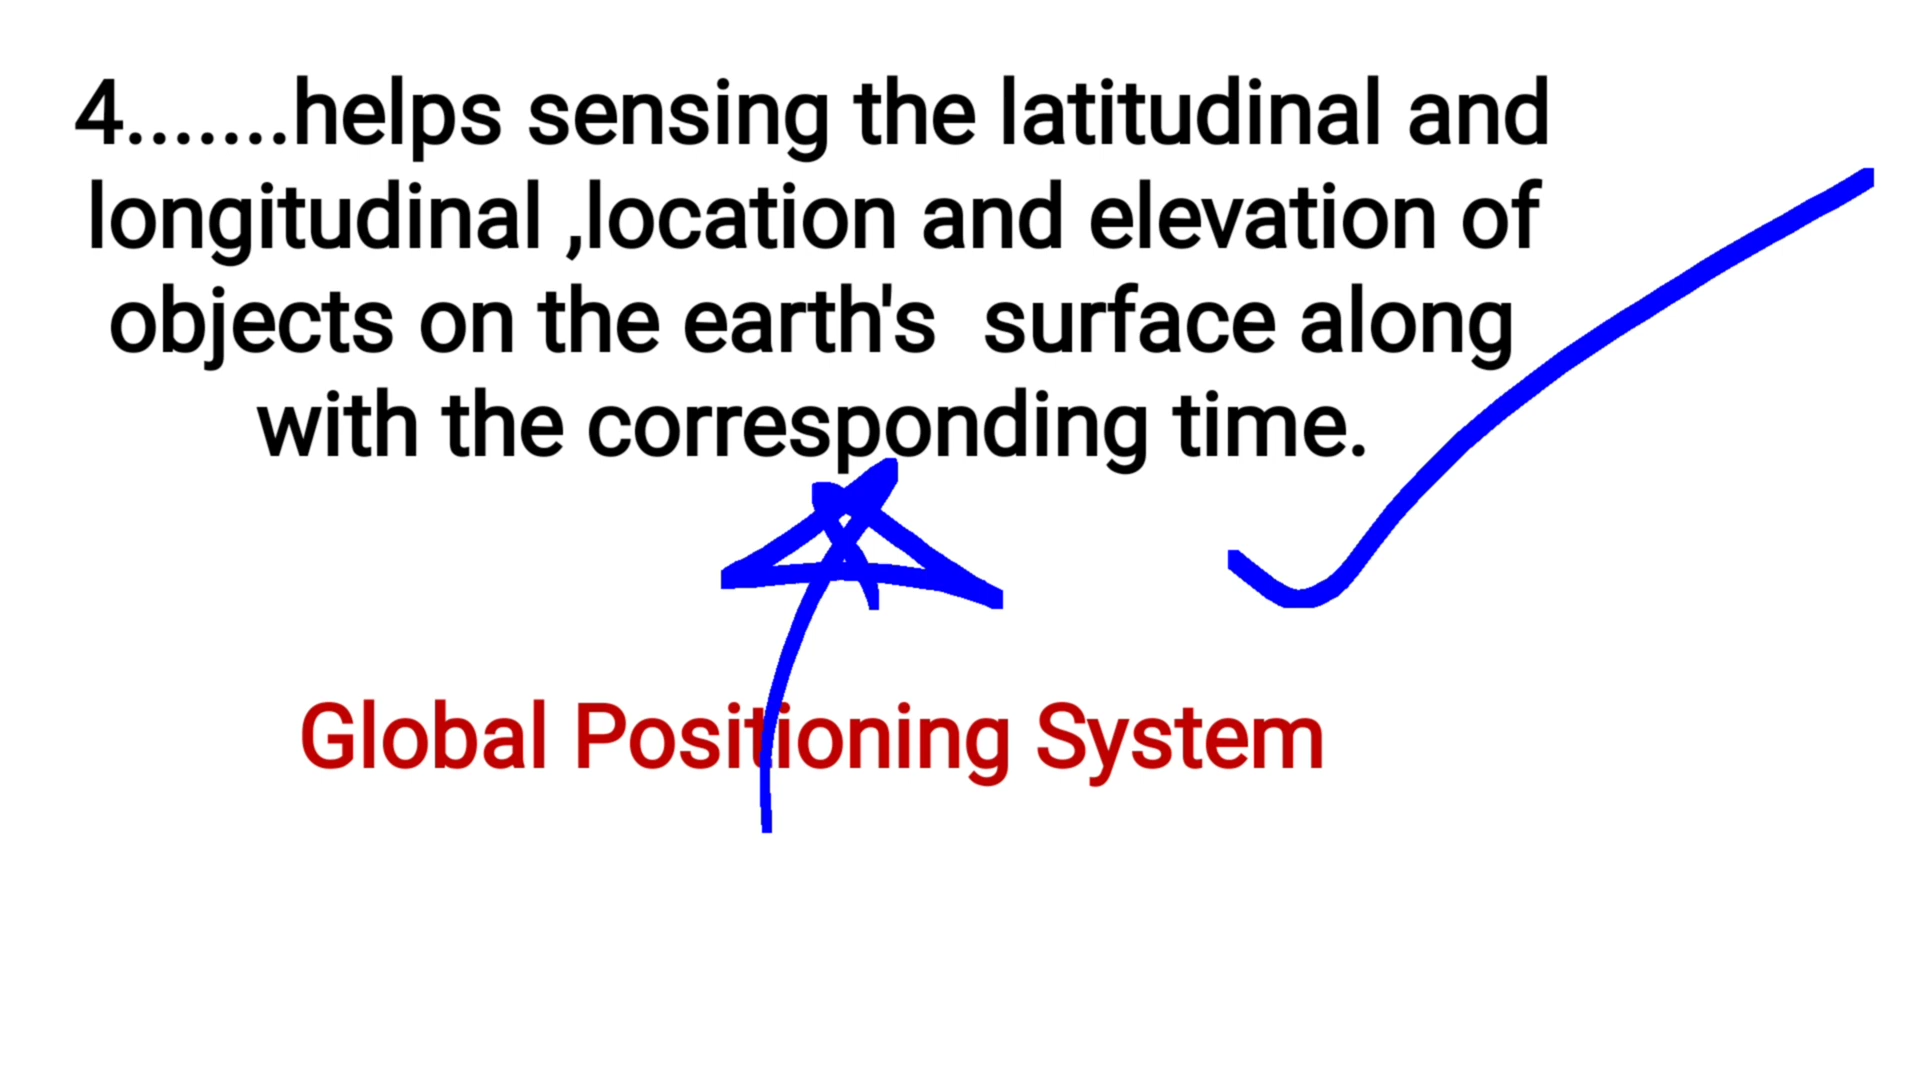 4.......helps sensing the latitudinal and
longitudinal ,location and elevation of
objects on the earth's  surface along
with the corresponding time.
Global Positioning System